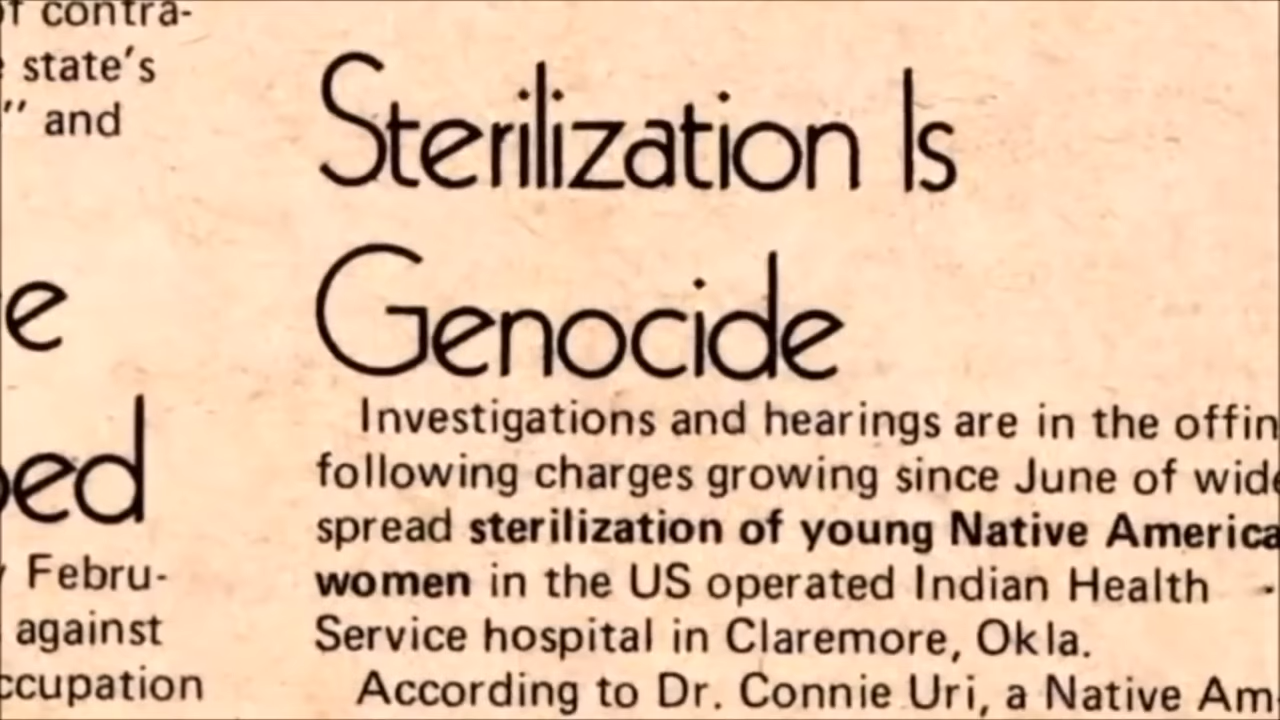 of contra-
state's
" and
e
ed
Febru-
against
ccupation
Sterilization Is
Genocide
Investigations and hearings are in the offin
following charges growing since June of wide
spread sterilization of young Native America
women in the US operated Indian Health
Service hospital in Claremore, Okla.
According to Dr. Connie Uri, a Native Am